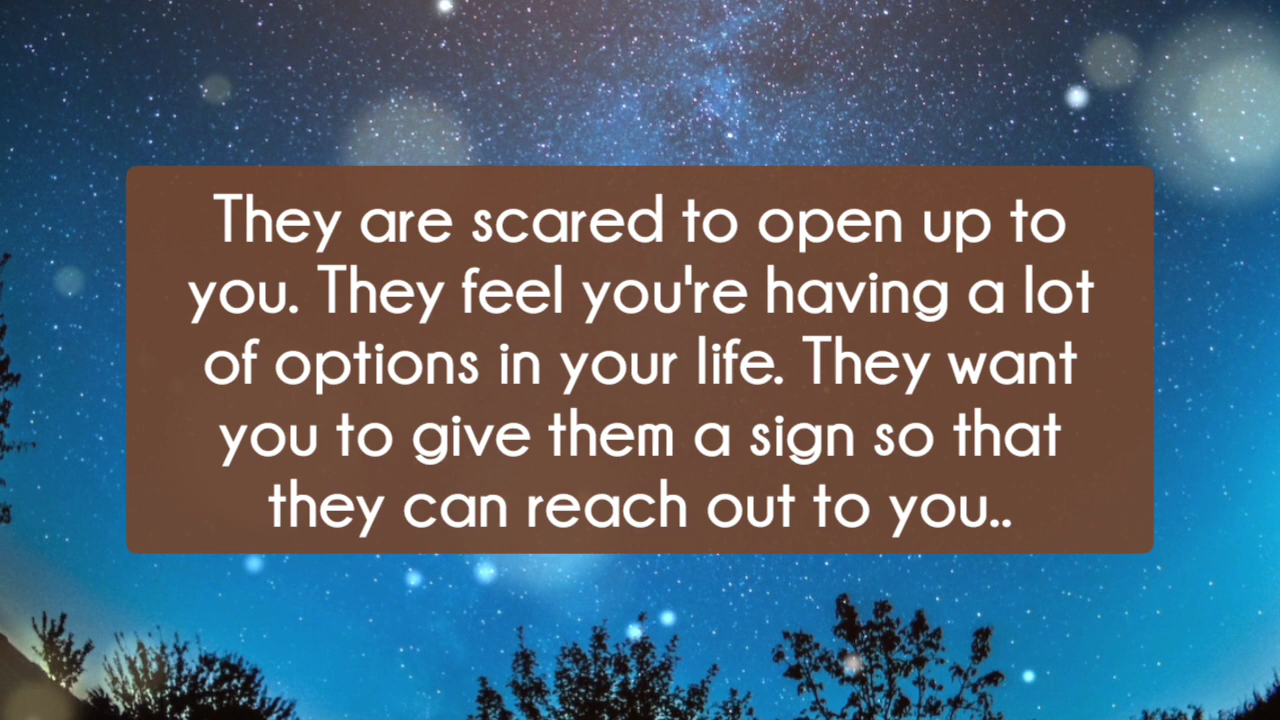 They are scared to open up to
you. They feel you're having a lot
of options in your life. They want
you to give them a sign so that
they can reach out to you..